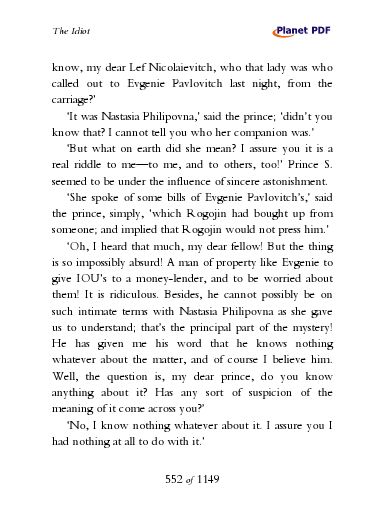 The Idiot
Planet PDF
know, my dear Lef Nicolaievitch, who that lady was who
called out to Evgenie Pavlovitch last night, from the
carriage?'
'It was Nastasia Philipovna,' said the prince; 'didn't you
know that? I cannot tell you who her companion was.'
'But what on earth did she mean? I assure you it is a
real riddle to me—to me, and to others, too!' Prince S.
seemed to be under the influence of sincere astonishment.
'She spoke of some bills of Evgenie Pavlovitch's,' said
the prince, simply, 'which Rogojin had bought up from
someone; and implied that Rogojin would not press him.'
'Oh, I heard that much, my dear fellow! But the thing
is so impossibly absurd! A man of property like Evgenie to
give IOU's to a money-lender, and to be worried about
them! It is ridiculous. Besides, he cannot possibly be on
such intimate terms with Nastasia Philipovna as she gave
us to understand; that's the principal part of the mystery!
He has given me his word that he knows nothing
whatever about the matter, and of course I believe him.
Well, the question is, my dear prince, do you know
anything about it? Has any sort of suspicion of the
meaning of it come across you?'
'No, I know nothing whatever about it. I assure you I
had nothing at all to do with it.'
552 of 1149